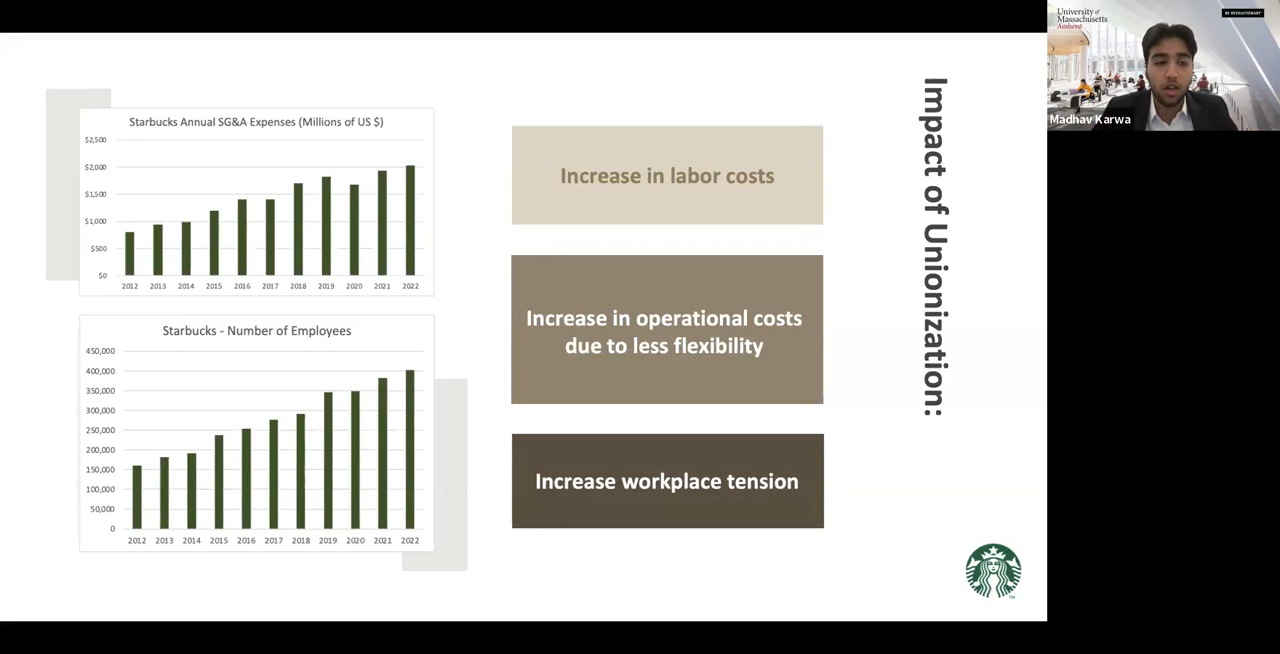 Starbucks Annual SG&A Expenses (Millions of US $)
$2,500
$2,000
$1,500
$1,000
$500
$0
2012 2013 2014 2015 2016 2017 2018 2019 2020 2021 2022
Starbucks - Number of Employees
450,000
400,000
350,000
300,000
250,000
200,000
150,000
100,000
50,000
0
2012 2013 2014 2015 2016 2017 2018 2019 2020 2021 2022
Increase in labor costs
Increase in operational costs
due to less flexibility
Increase workplace tension
Impact of Unionization:
TM
University of
Massachusetts
Amherst
BE REVOLUTIONARY
Madhav Karwa